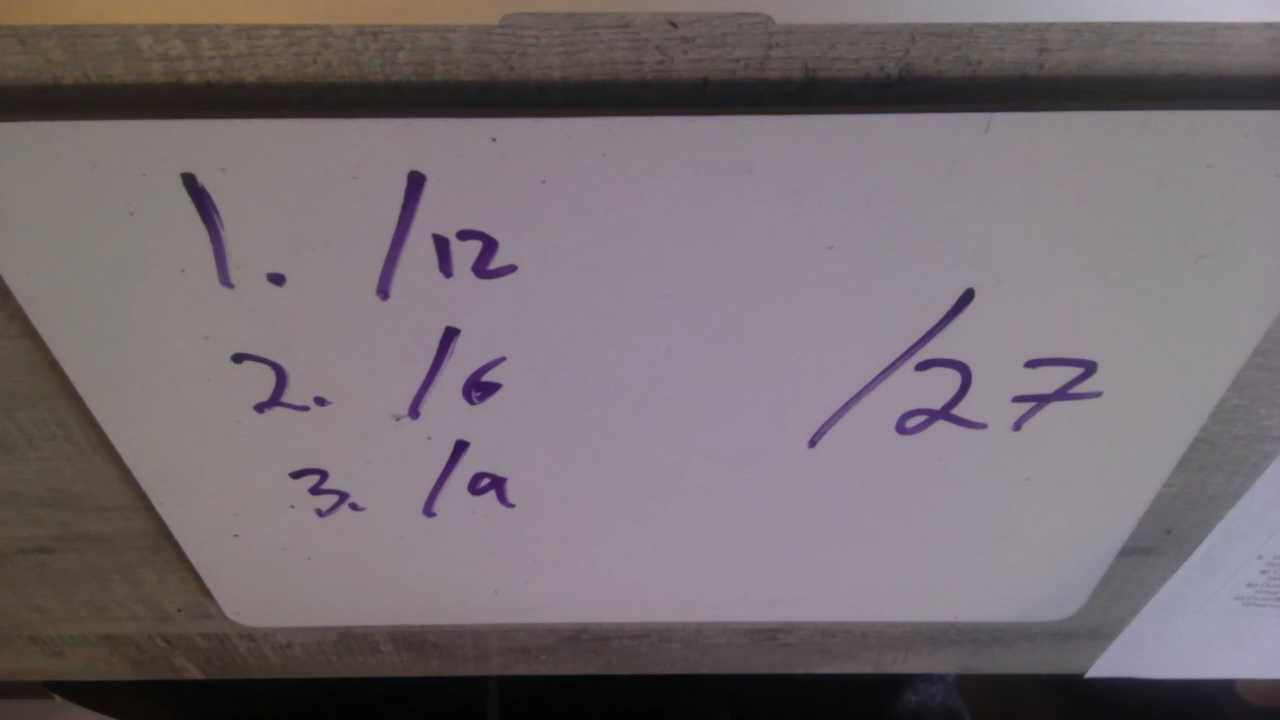 1. /12
2. /6
3. /9
/27